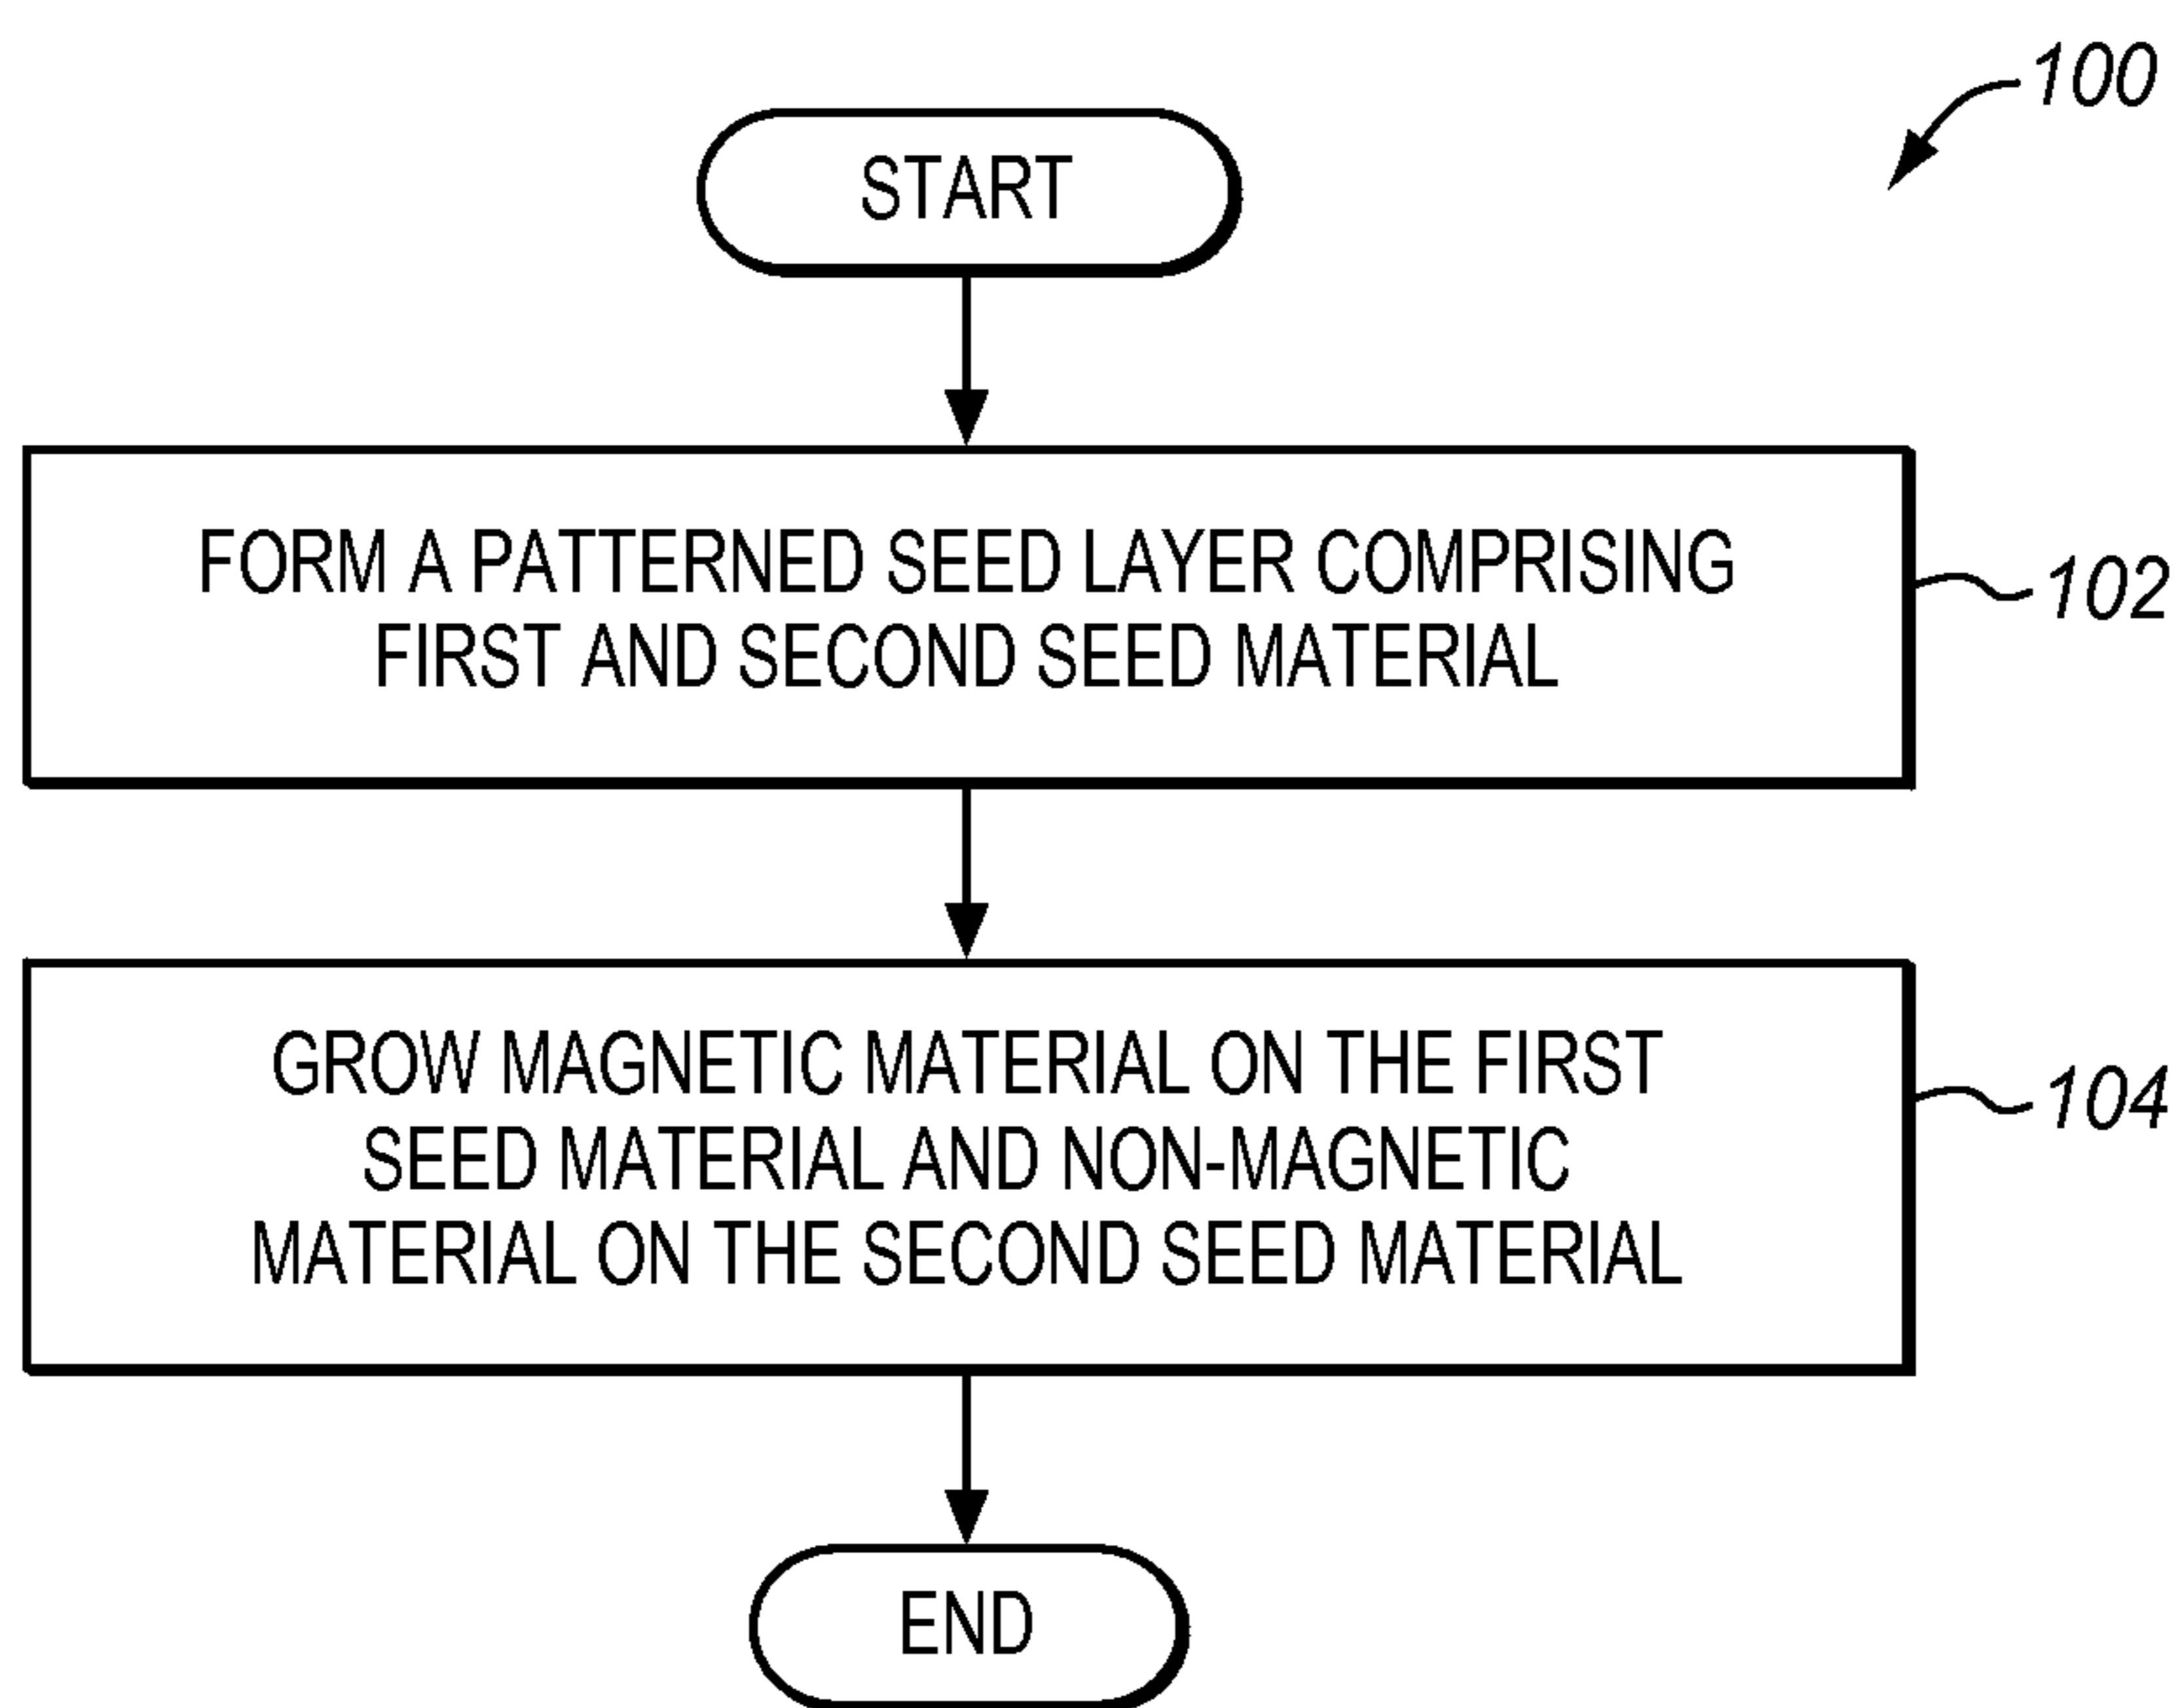 100
START
FORM A PATTERNED SEED LAYER COMPRISING
FIRST AND SECOND SEED MATERIAL
102
GROW MAGNETIC MATERIAL ON THE FIRST
SEED MATERIAL AND NON-MAGNETIC
MATERIAL ON THE SECOND SEED MATERIAL
104
END